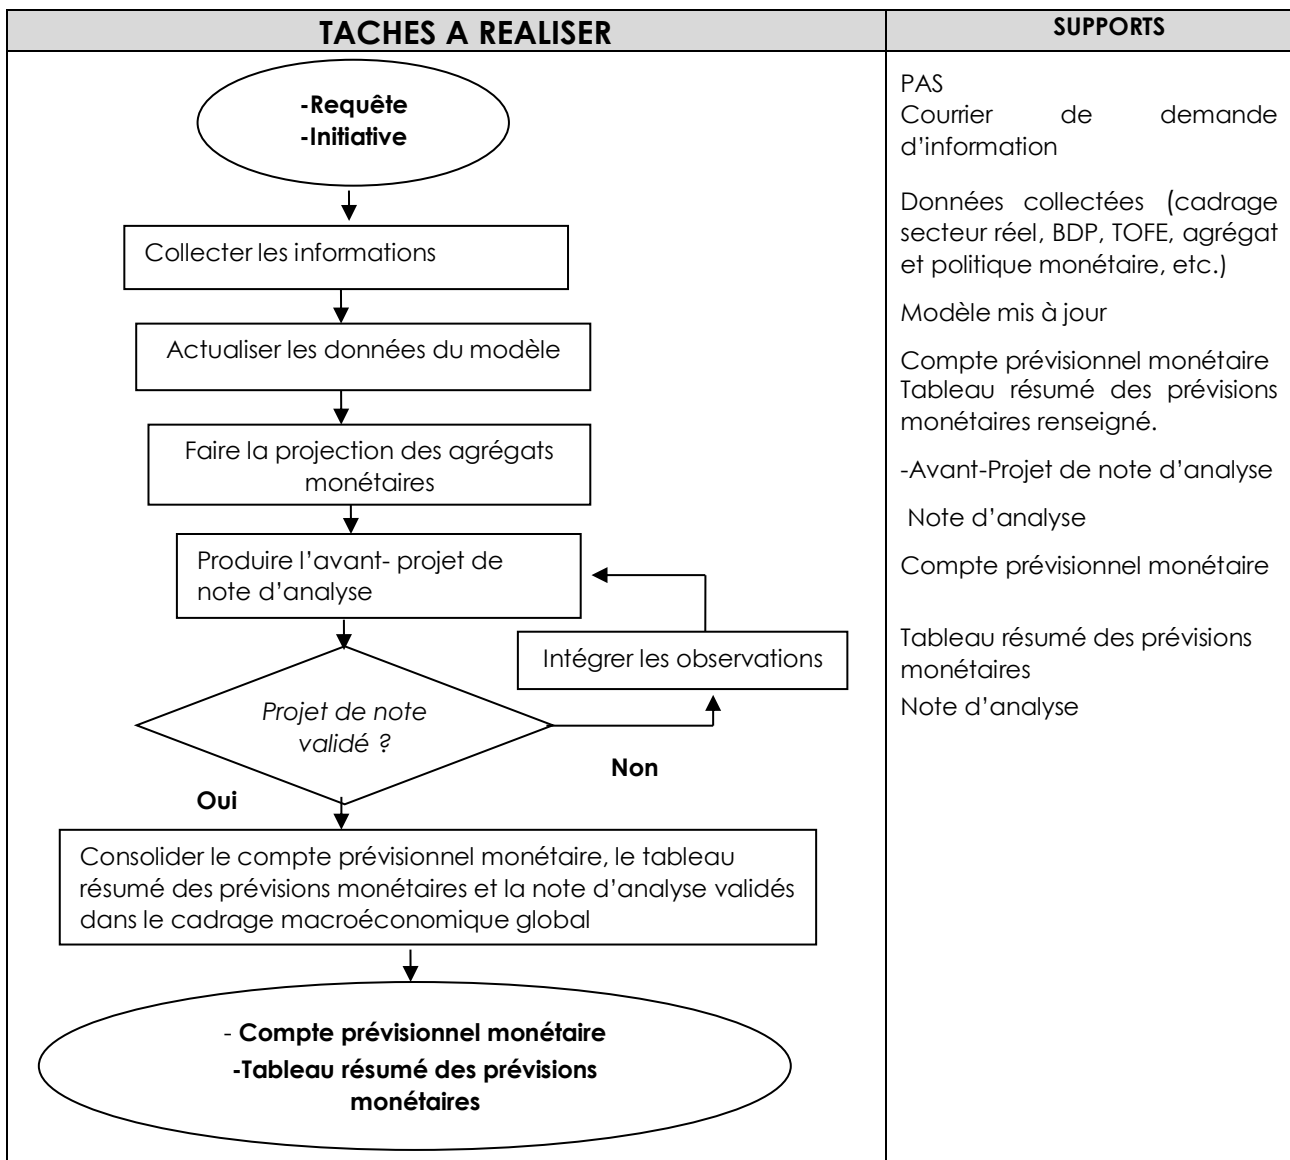 TACHES A REALISER
SUPPORTS
-Requête
-Initiative
Collecter les informations
Actualiser les données du modèle
Faire la projection des agrégats
monétaires
Produire l’avant- projet de
note d’analyse
Intégrer les observations
Projet de note
validé ?
Non
Oui
Consolider le compte prévisionnel monétaire, le tableau
résumé des prévisions monétaires et la note d’analyse validés
dans le cadrage macroéconomique global
- Compte prévisionnel monétaire
-Tableau résumé des prévisions
monétaires
PAS
Courrier de demande
d’information
Données collectées (cadrage
secteur réel, BDP, TOFE, agrégat
et politique monétaire, etc.)
Modèle mis à jour
Compte prévisionnel monétaire
Tableau résumé des prévisions
monétaires renseigné.
-Avant-Projet de note d’analyse
Note d’analyse
Compte prévisionnel monétaire
Tableau résumé des prévisions
monétaires
Note d’analyse